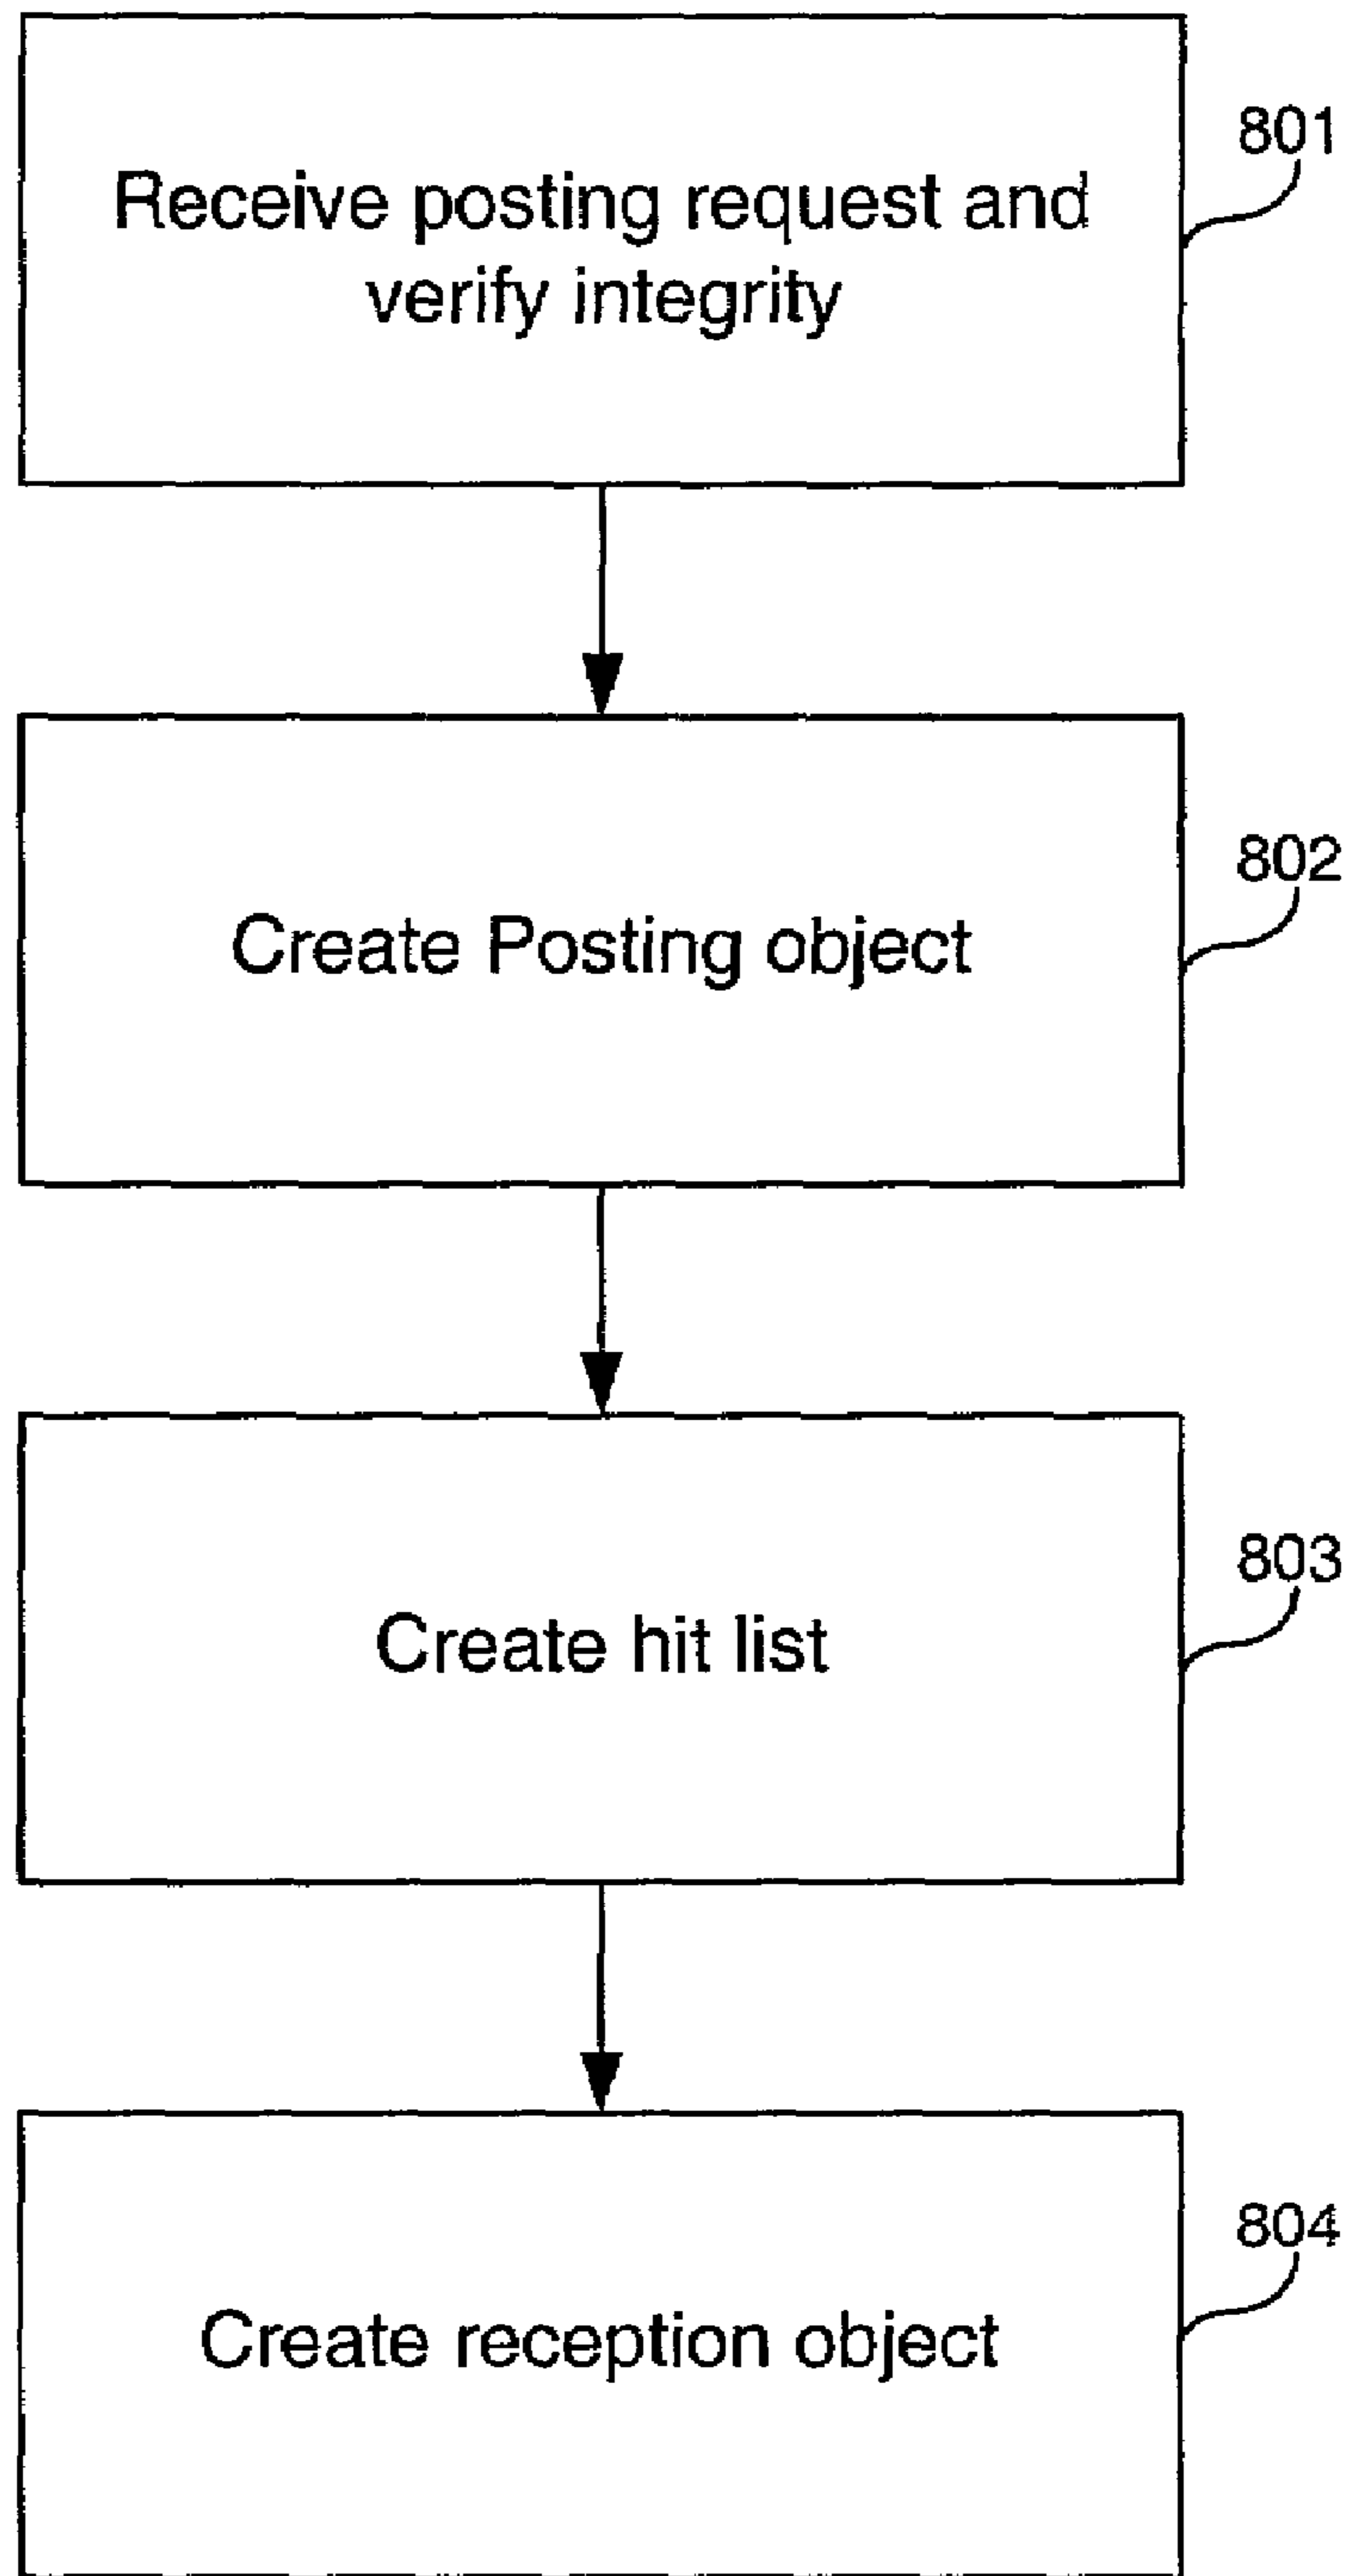 Receive posting request and
verify integrity
801
Create Posting object
802
Create hit list
803
Create reception object
804